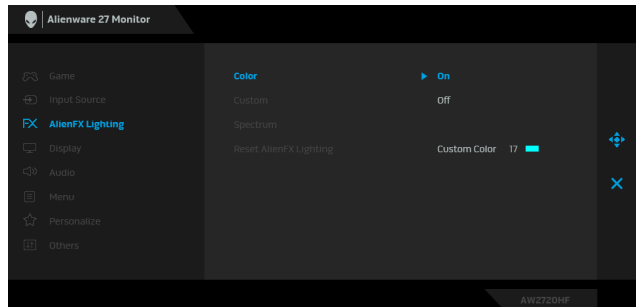 Alienware 27 Monitor
Game
Color
On
Input Source
Custom
Off
FX AlienFX Lighting
Spectrum
Display
Reset AlienFX Lighting
Custom Color 17
Audio
Menu
Personalize
Others
AW2720HF